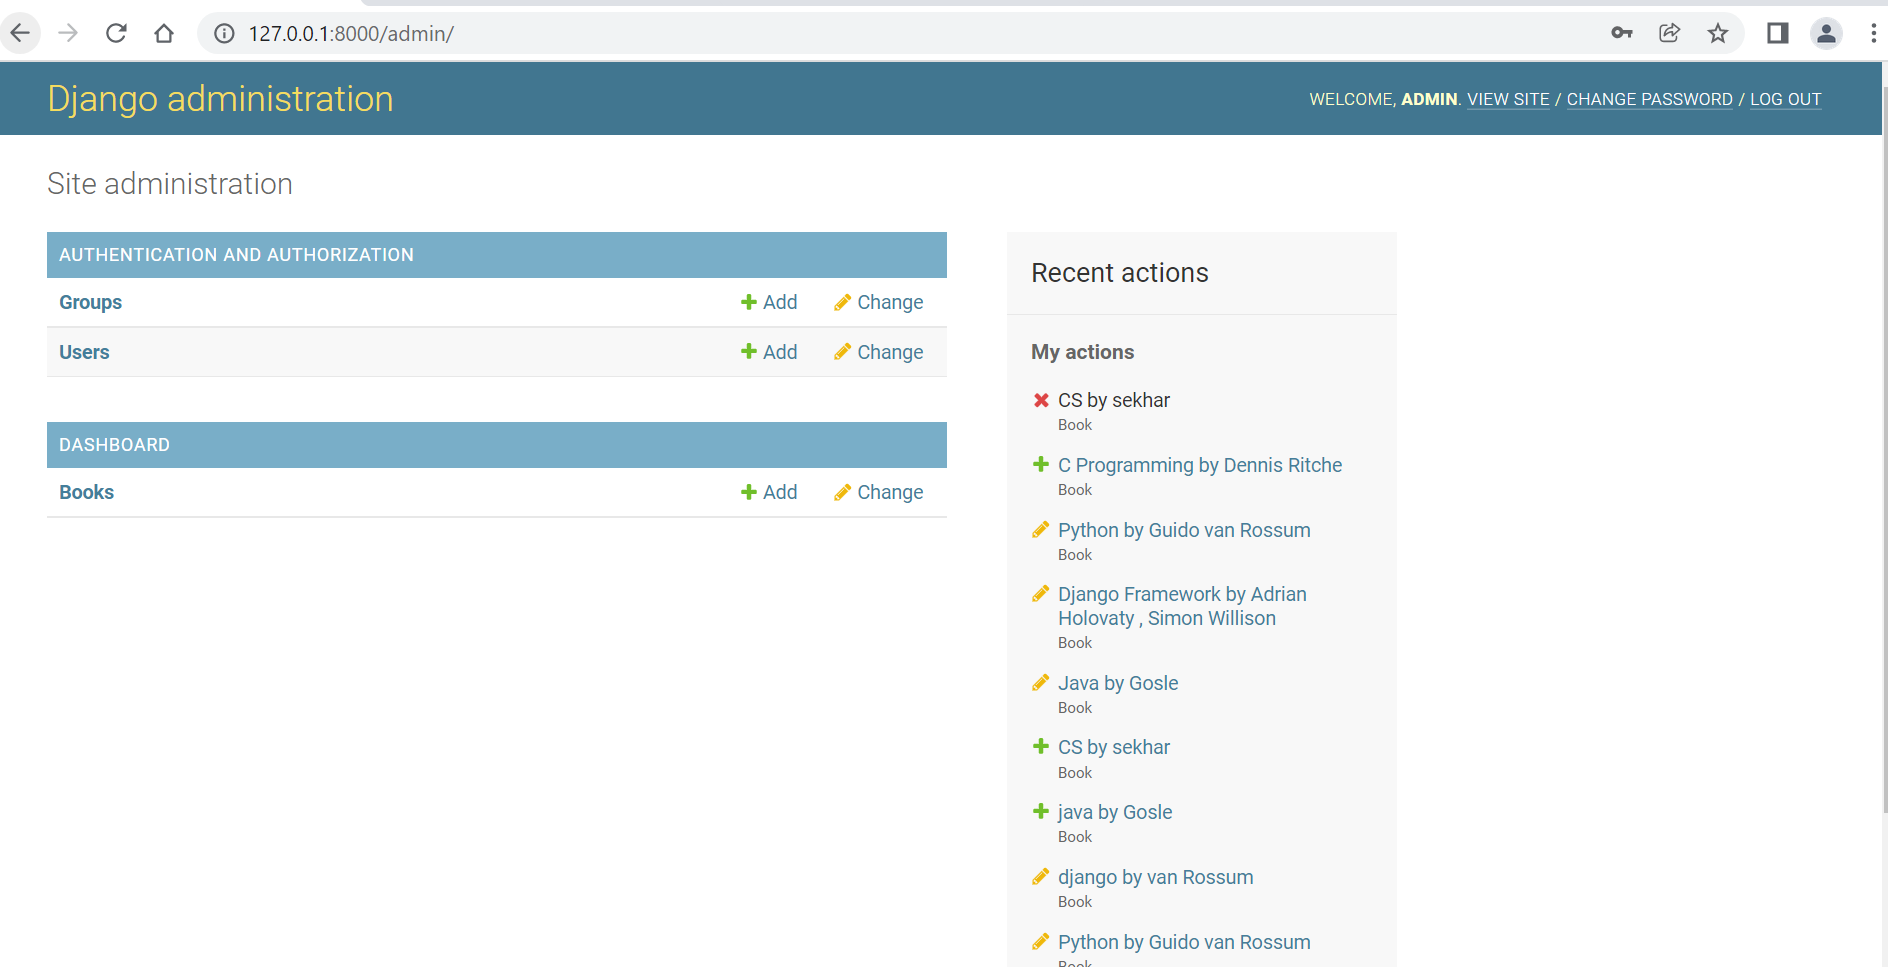 127.0.0.1:8000/admin/
Django administration
WELCOME, ADMIN. VIEW SITE / CHANGE PASSWORD / LOG OUT
Site administration
AUTHENTICATION AND AUTHORIZATION
Groups
Add
Change
Users
Add
Change
DASHBOARD
Books
Add
Change
Recent actions
My actions
CS by sekhar
Book
C Programming by Dennis Ritche
Book
Python by Guido van Rossum
Book
Django Framework by Adrian
Holovaty , Simon Willison
Book
Java by Gosle
Book
CS by sekhar
Book
java by Gosle
Book
django by van Rossum
Book
Python by Guido van Rossum
Book